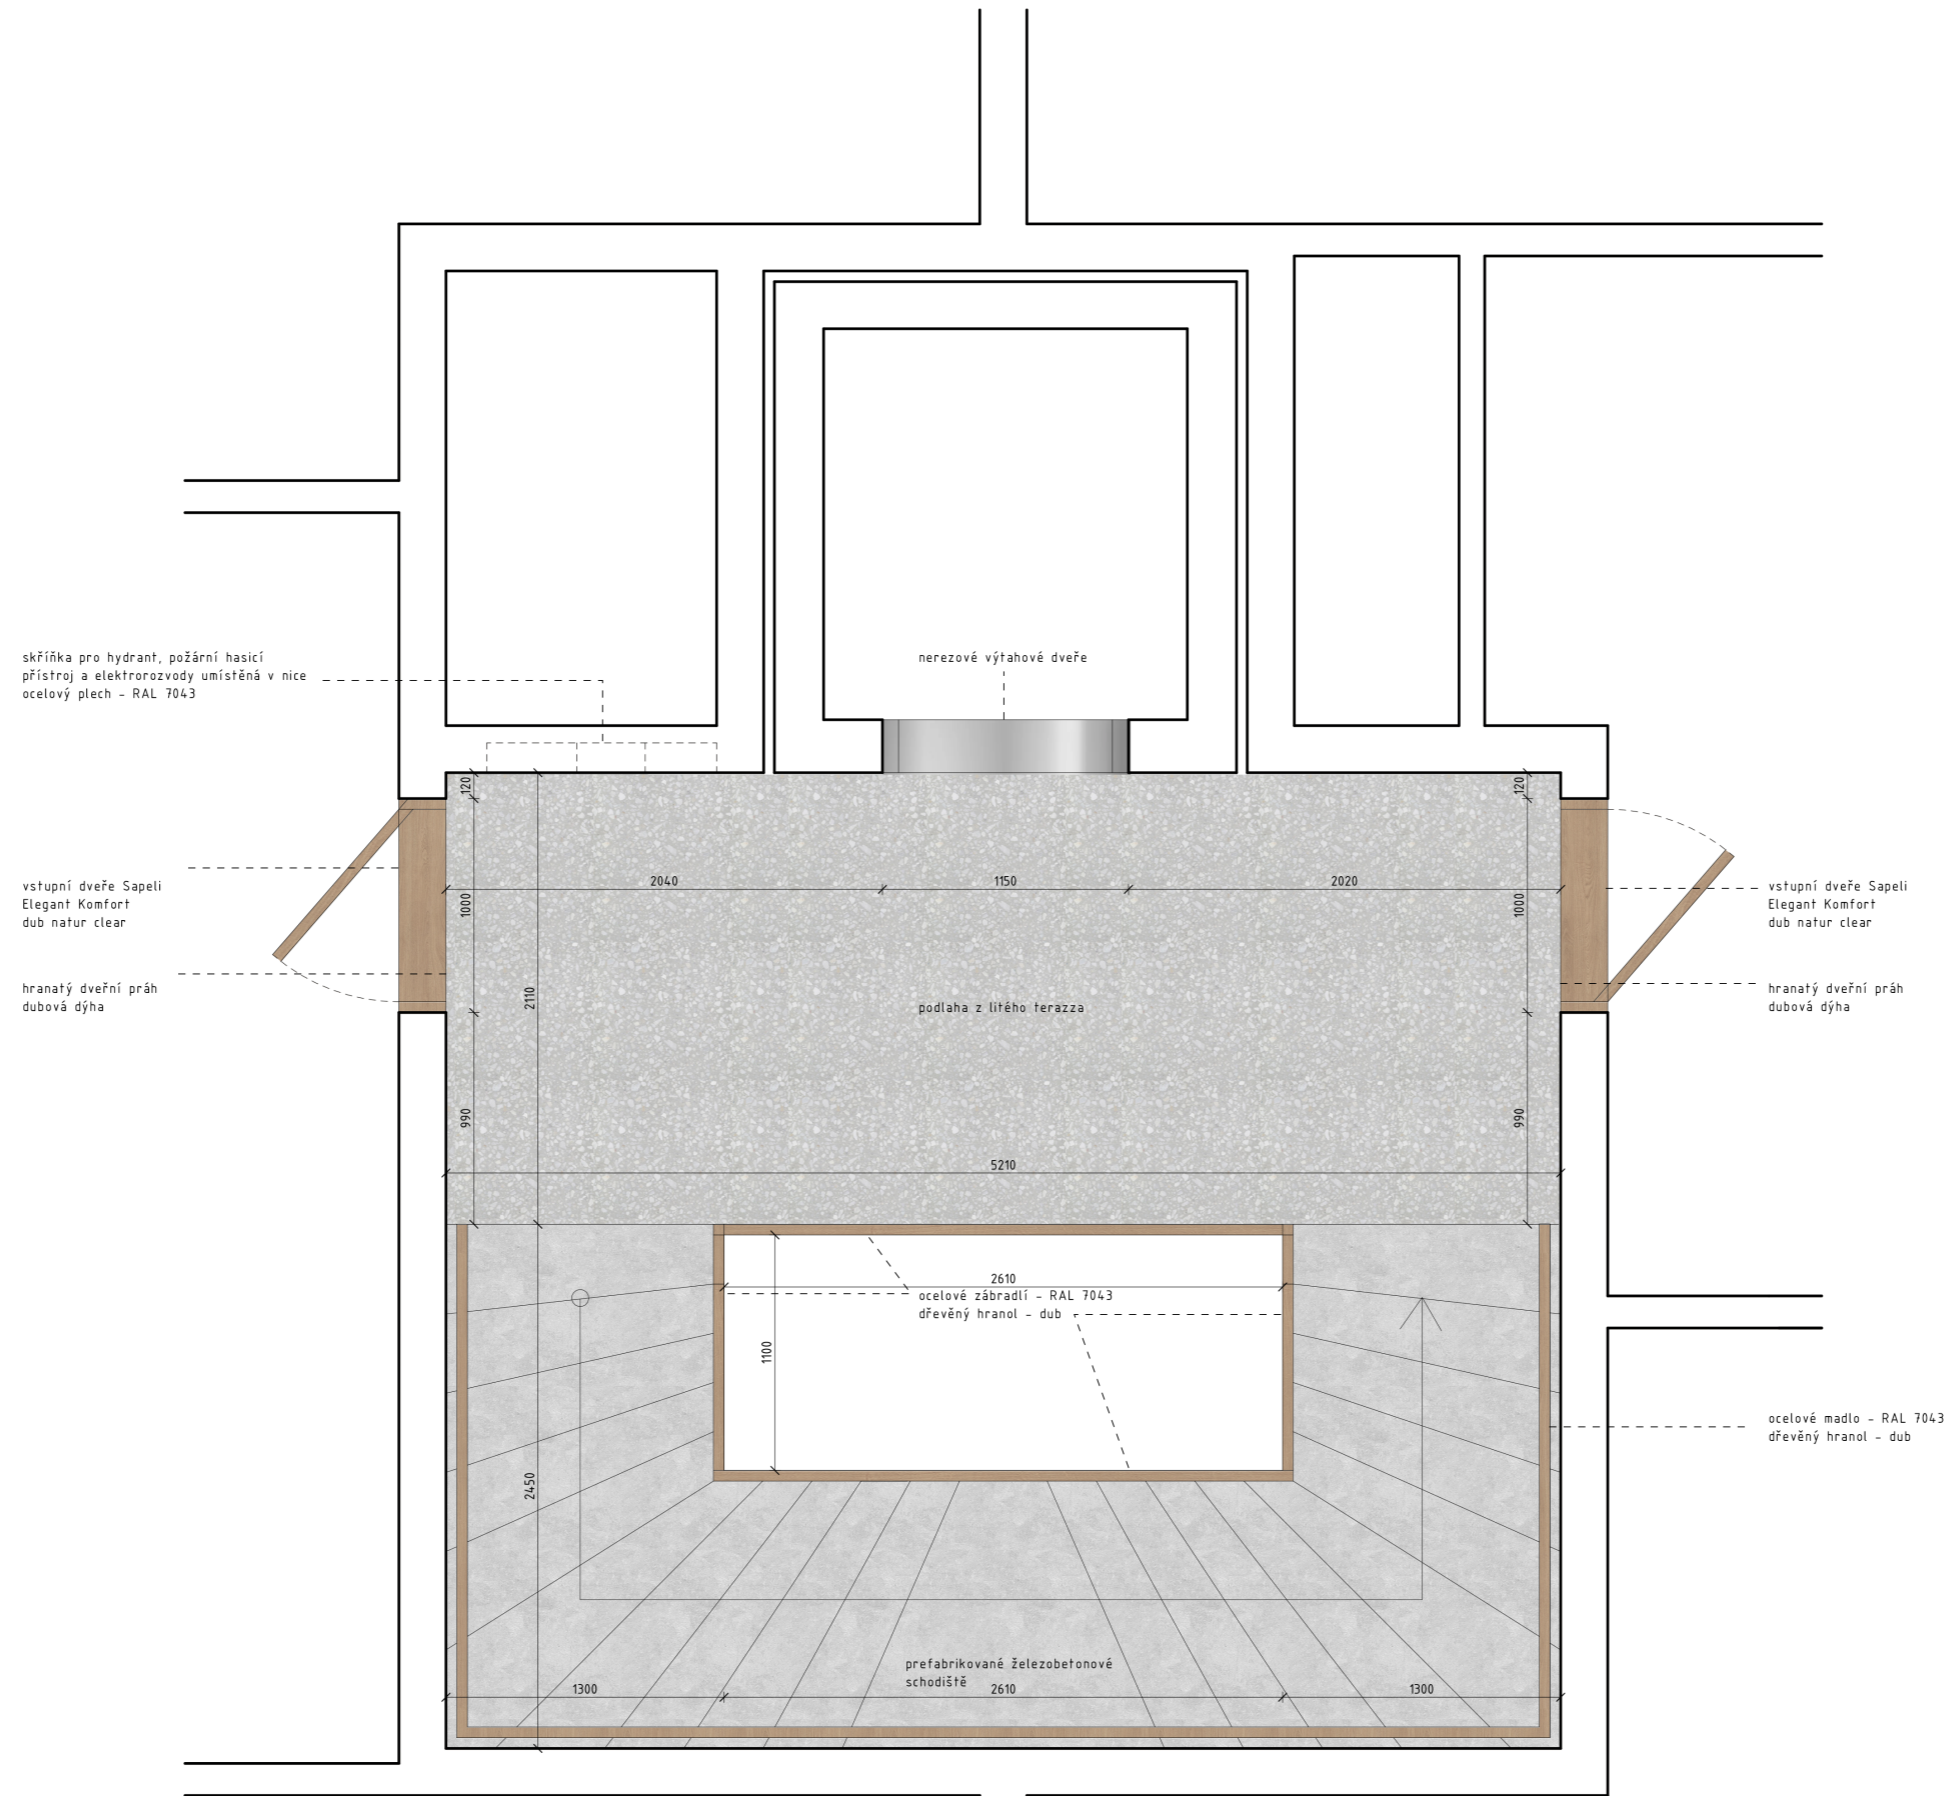 skříňka pro hydrant, požární hasicí
přístroj a elektrorozvody umístěná v nice
ocelový plech - RAL 7043
nerezové výtahové dveře
120
120
2040
1150
2020
vstupní dveře Sapeli
Elegant Komfort
dub natur clear
1000
1000
vstupní dveře Sapeli
Elegant Komfort
dub natur clear
hranatý dveřní práh
dubová dýha
2110
podlaha z litého terazza
hranatý dveřní práh
dubová dýha
990
990
5210
2610
ocelové zábradlí - RAL 7043
dřevěný hranol - dub
1100
ocelové madlo - RAL 7043
dřevěný hranol - dub
2450
prefabrikované železobetonové
schodiště
1300
2610
1300